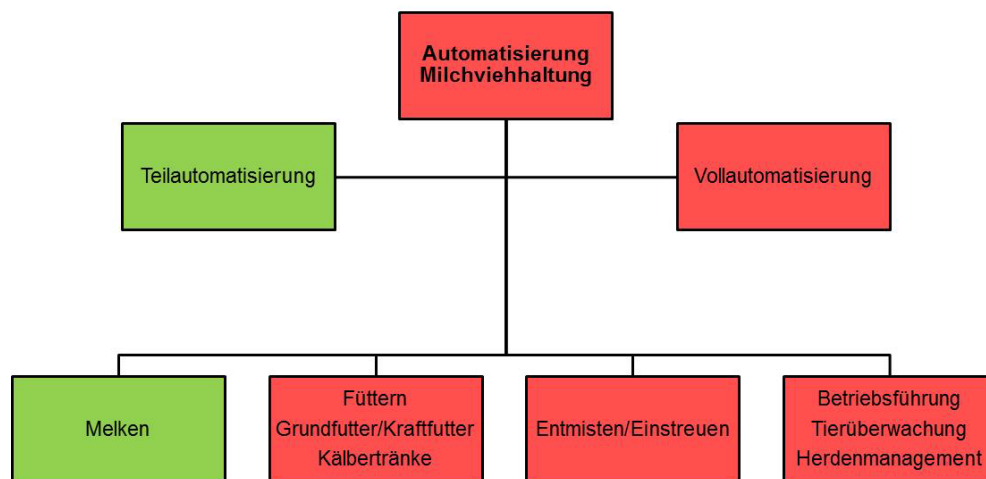 Automatisierung
Milchviehhaltung
Teilautomatisierung
Vollautomatisierung
Melken
Füttern
Grundfutter/Kraftfutter
Kälbertränke
Entmisten/Einstreuen
Betriebsführung
Tierüberwachung
Herdenmanagement